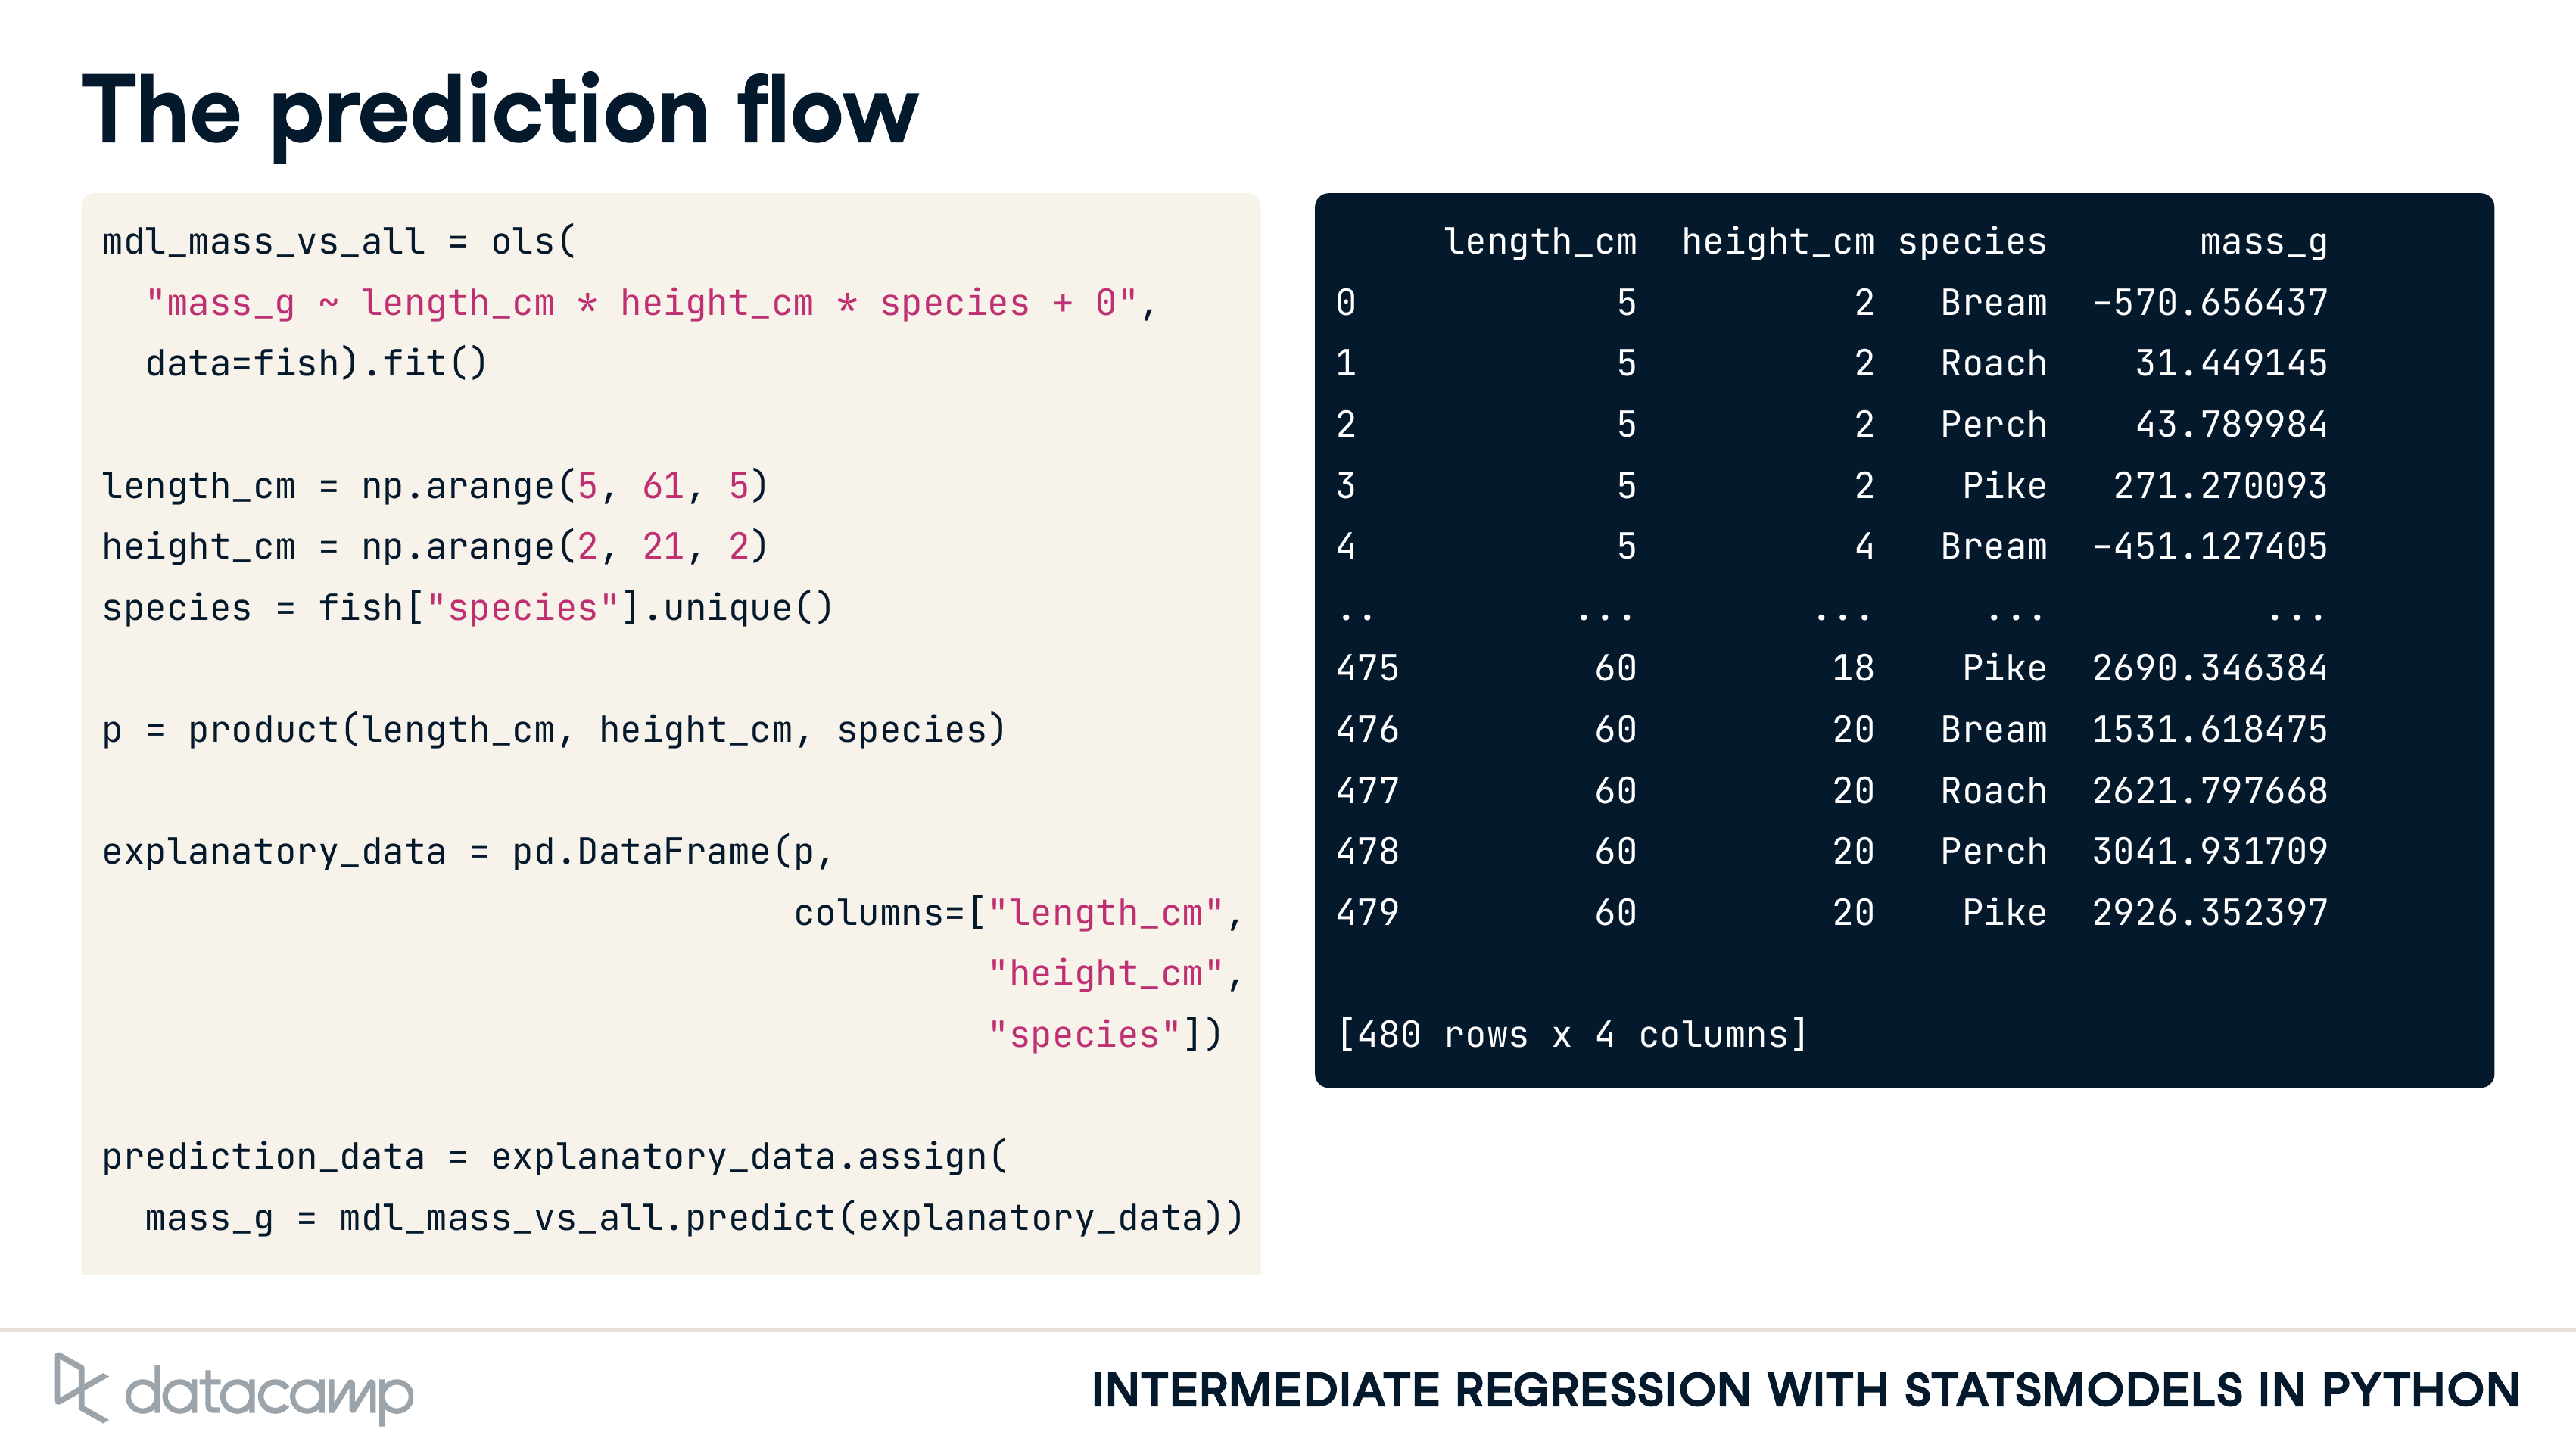 The prediction flow
mdl_mass_vs_all = ols(
  "mass_g ~ length_cm * height_cm * species + 0",
  data=fish).fit()
length_cm = np.arange(5, 61, 5)
height_cm = np.arange(2, 21, 2)
species = fish["species"].unique()
p = product(length_cm, height_cm, species)
explanatory_data = pd.DataFrame(p,
                                columns=["length_cm",
                                         "height_cm",
                                         "species"])
prediction_data = explanatory_data.assign(
  mass_g = mdl_mass_vs_all.predict(explanatory_data))
     length_cm  height_cm species       mass_g
0            5          2   Bream  -570.656437
1            5          2   Roach    31.449145
2            5          2   Perch    43.789984
3            5          2    Pike   271.270093
4            5          4   Bream  -451.127405
..         ...        ...     ...          ...
475         60         18    Pike  2690.346384
476         60         20   Bream  1531.618475
477         60         20   Roach  2621.797668
478         60         20   Perch  3041.931709
479         60         20    Pike  2926.352397
[480 rows x 4 columns]
datacamp
INTERMEDIATE REGRESSION WITH STATSMODELS IN PYTHON